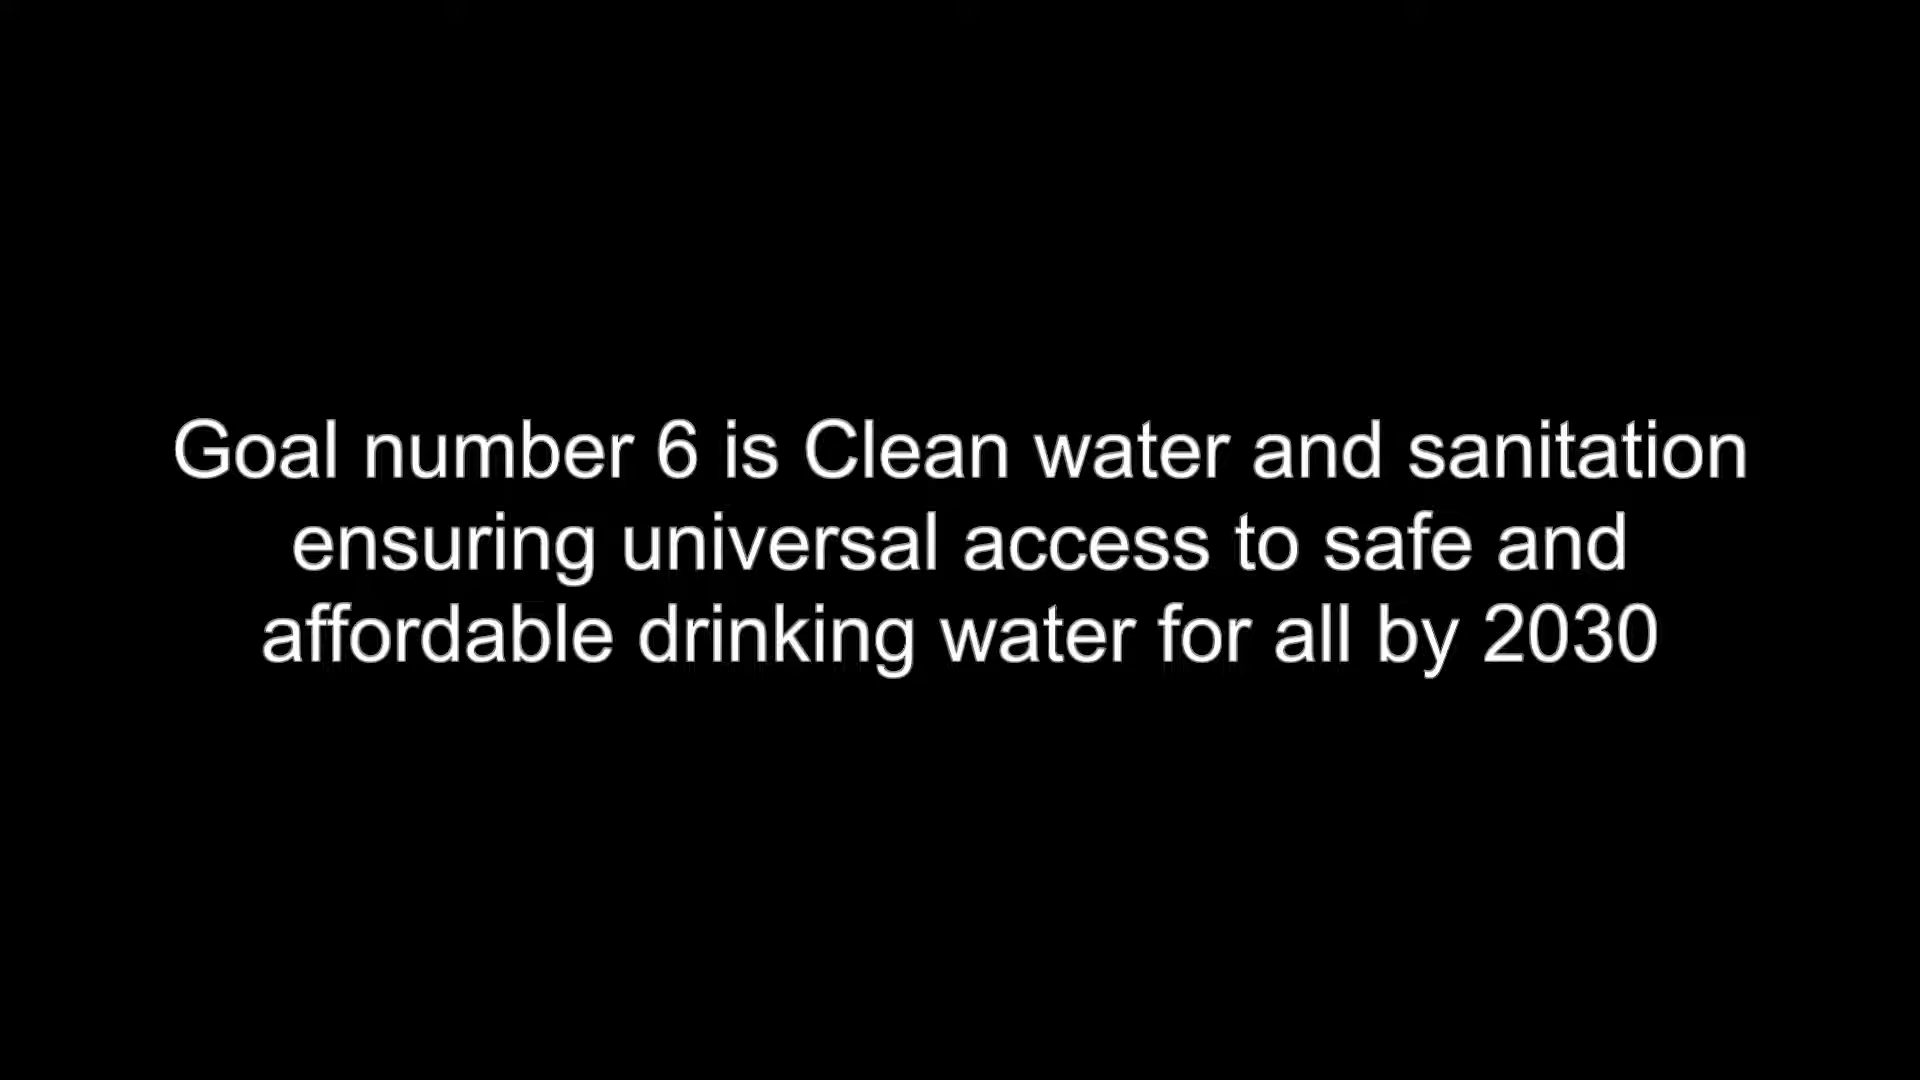 Goal number 6 is Clean water and sanitation
ensuring universal access to safe and
affordable drinking water for all by 2030